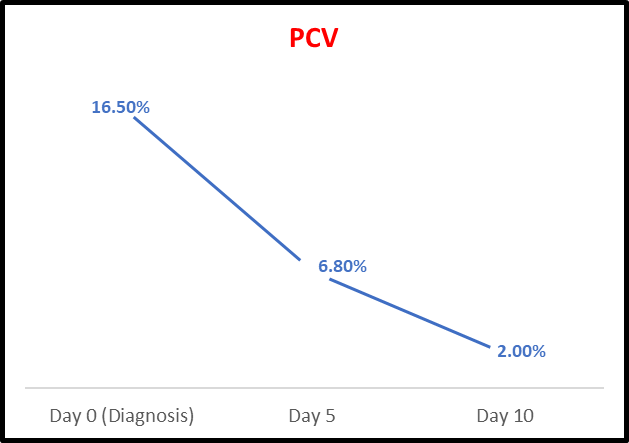 PCV
16.50%
6.80%
2.00%
Day 0 (Diagnosis)
Day 5
Day 10